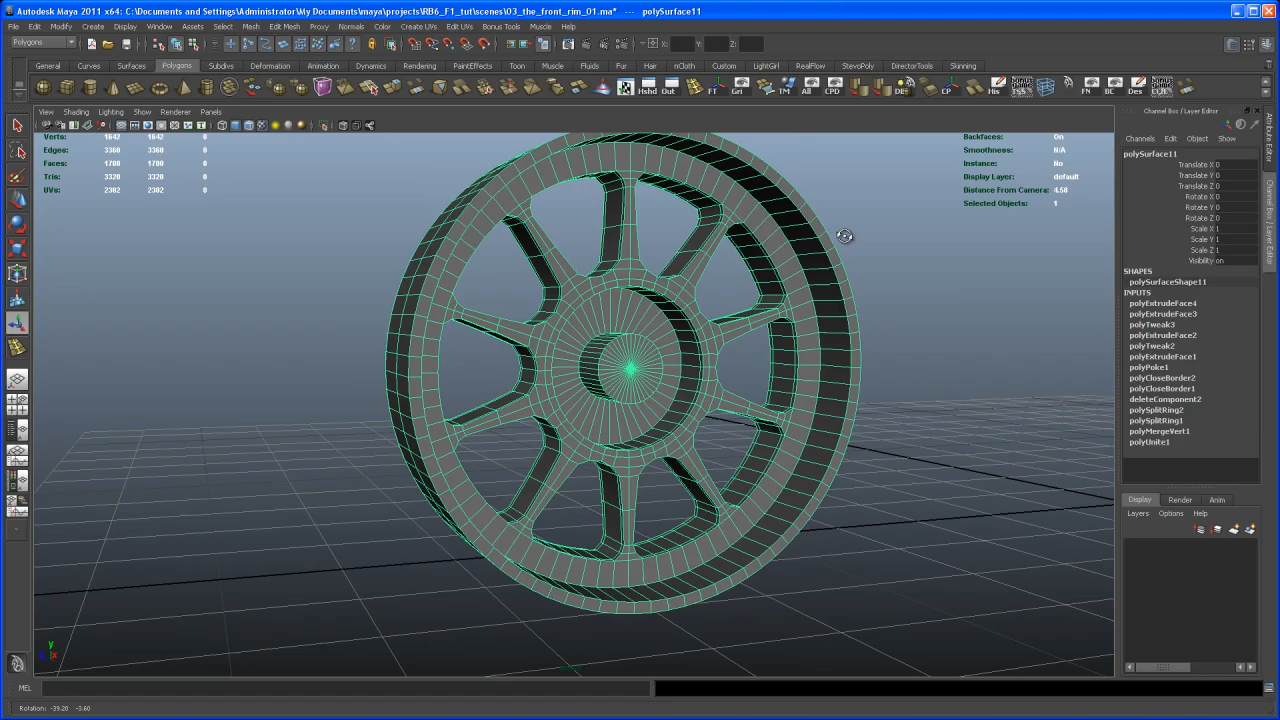 Autodesk Maya 2011 x64: C:\Documents and Settings\Administrator\My Documents\maya\projects\RB6_F1_tut\scenes\03_the_front_rim_01.ma* --- polySurface11
File Edit Modify Create Display Window Assets Select Mesh Edit Mesh Proxy Normals Color Create UVs Edit UVs Bonus Tools Muscle Help
Polygons X: Y: Z:
General Curves Surfaces Polygons Subdivs Deformation Animation Dynamics Rendering PaintEffects Toon Muscle Fluids Fur Hair nCloth Custom LightGirl RealFlow StevoPoly DirectorTools Skinning
Hshd Out FT Gri TM All CPD CP His FN DC Des
View Shading Lighting Show Renderer Panels
Channel Box / Layer Editor
Verts: 1642 1642 0
Edges: 3360 3360 0
Faces: 1700 1700 0
Tris: 3320 3320 0
UVs: 2302 2302 0
Backfaces: On
Smoothness: N/A
Instance: No
Display Layer: default
Distance From Camera: 4.58
Selected Objects: 1
Channels Edit Object Show
polySurface11
Translate X 0
Translate Y 0
Translate Z 0
Rotate X 0
Rotate Y 0
Rotate Z 0
Scale X 1
Scale Y 1
Scale Z 1
Visibility on
SHAPES
polySurfaceShape11
INPUTS
polyExtrudeFace4
polyExtrudeFace3
polyTweak3
polyExtrudeFace2
polyTweak2
polyExtrudeFace1
polyPoke1
polyCloseBorder2
polyCloseBorder1
deleteComponent2
polySplitRing2
polySplitRing1
polyMergeVert1
polyUnite1
Display Render Anim
Layers Options Help
Attribute Editor
Channel Box / Layer Editor
y
x
MEL
Rotation: -39.20 -3.60